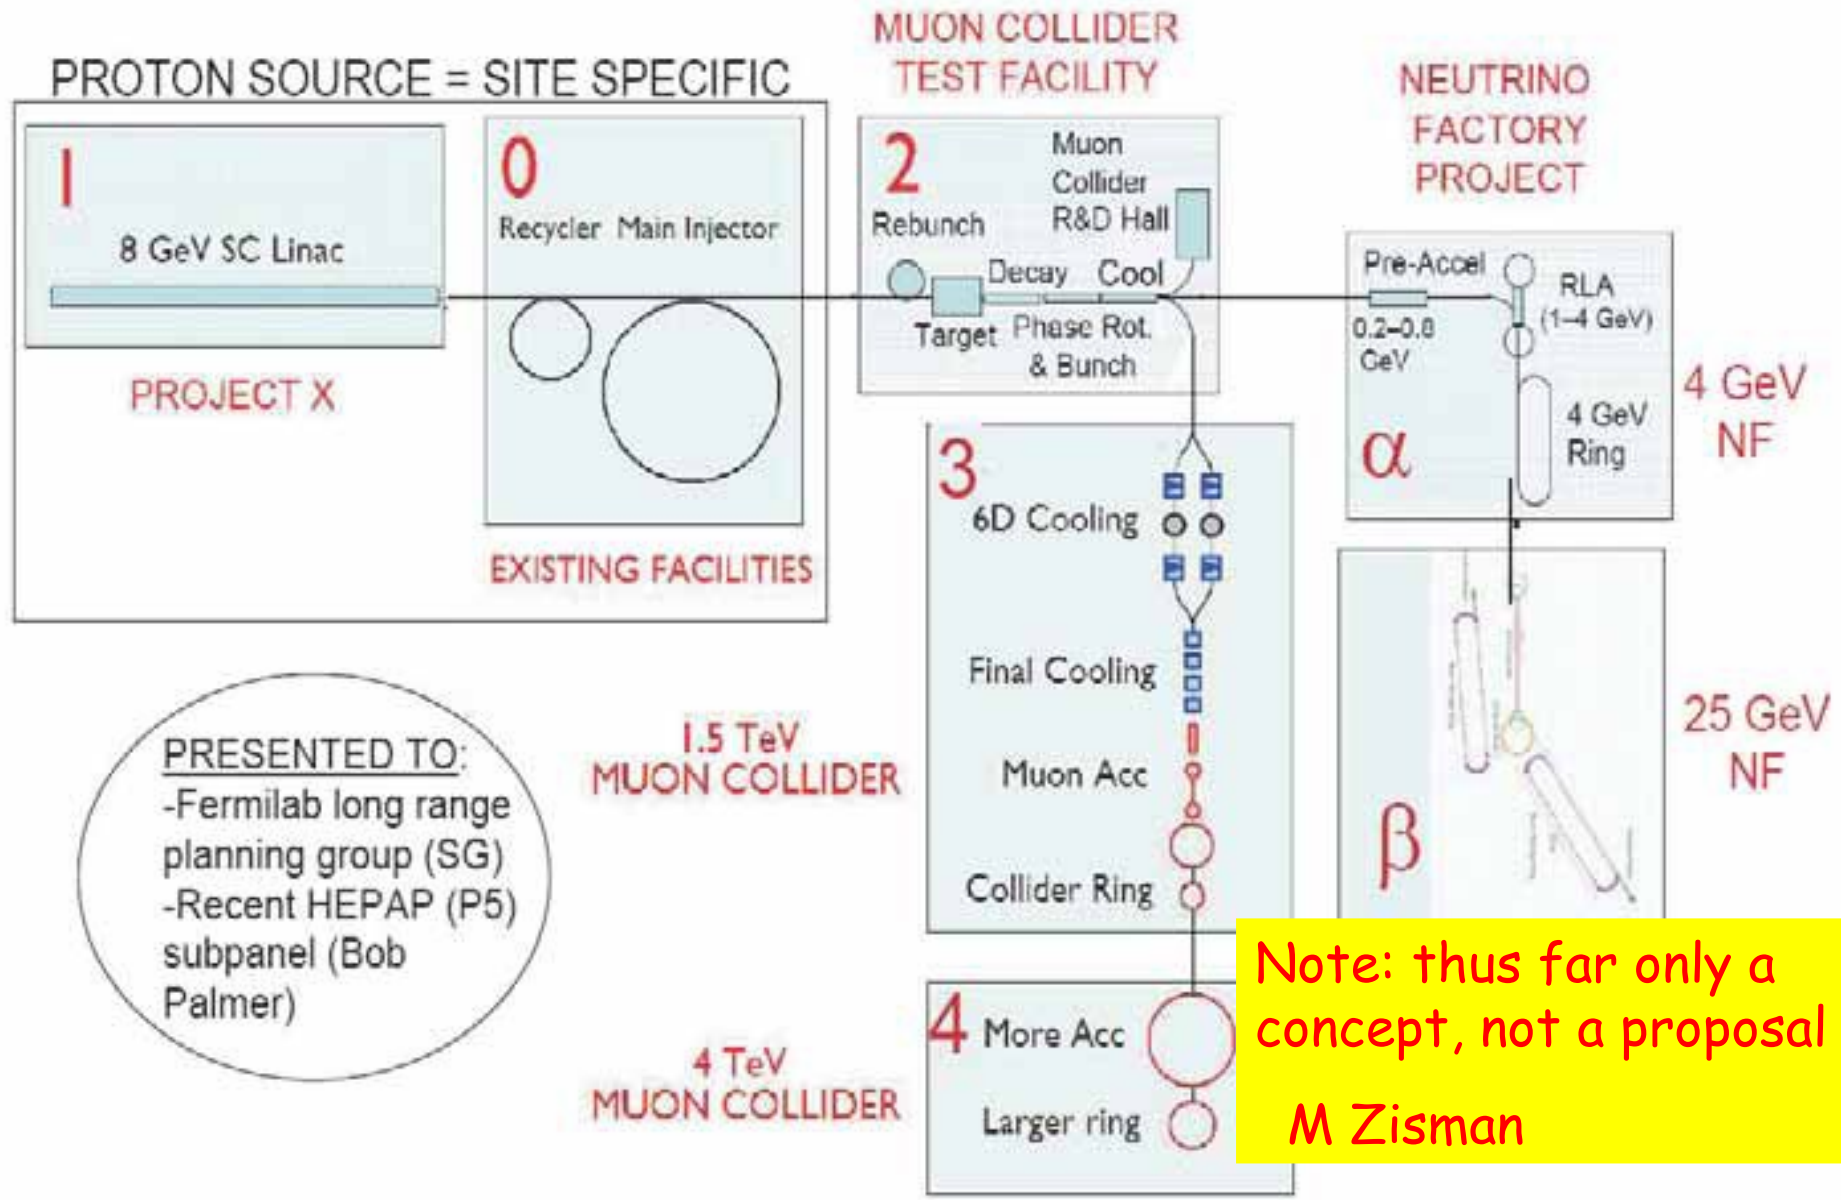 PROTON SOURCE = SITE SPECIFIC
1
8 GeV SC Linac
PROJECT X
0
Recycler Main Injector
EXISTING FACILITIES
MUON COLLIDER
TEST FACILITY
2
Muon
Collider
R&D Hall
Rebunch
Decay Cool
Target
Phase Rot.
& Bunch
NEUTRINO
FACTORY
PROJECT
Pre-Accel
0.2–0.8
GeV
RLA
(1–4 GeV)
4 GeV
Ring
α
4 GeV
NF
3
6D Cooling
Final Cooling
Muon Acc
Collider Ring
1.5 TeV
MUON COLLIDER
β
25 GeV
NF
PRESENTED TO:
-Fermilab long range
planning group (SG)
-Recent HEPAP (P5)
subpanel (Bob
Palmer)
4
More Acc
Larger ring
4 TeV
MUON COLLIDER
Note: thus far only a
concept, not a proposal
M Zisman